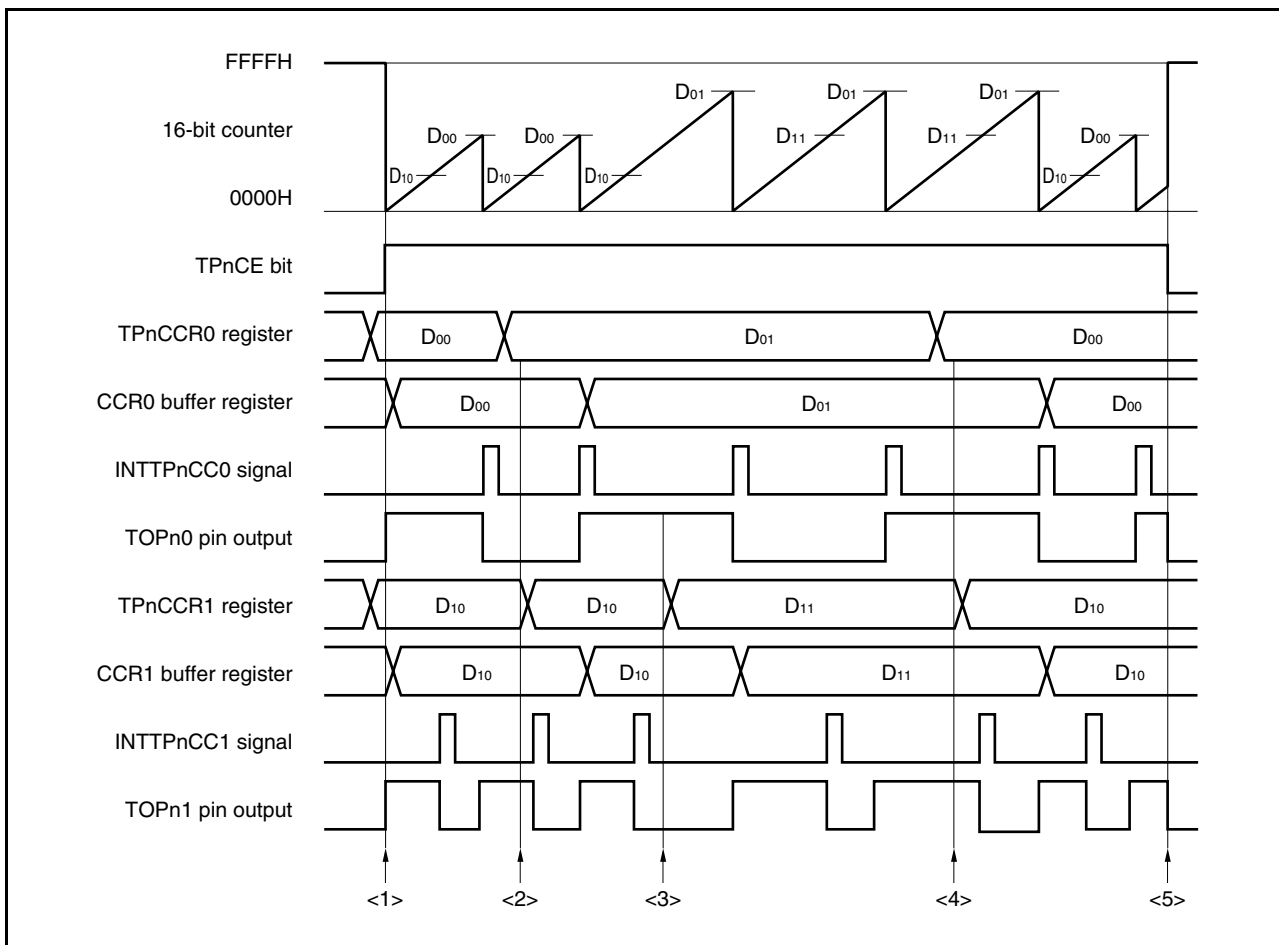 FFFFH
16-bit counter
0000H
D00 D00 D01 D01 D01 D00
D10 D10 D10 D11 D11 D10
TPnCE bit
TPnCCR0 register D00 D01 D00
CCR0 buffer register D00 D01 D00
INTTPnCC0 signal
TOPn0 pin output
TPnCCR1 register D10 D10 D11 D10
CCR1 buffer register D10 D10 D11 D10
INTTPnCC1 signal
TOPn1 pin output
<1> <2> <3> <4> <5>